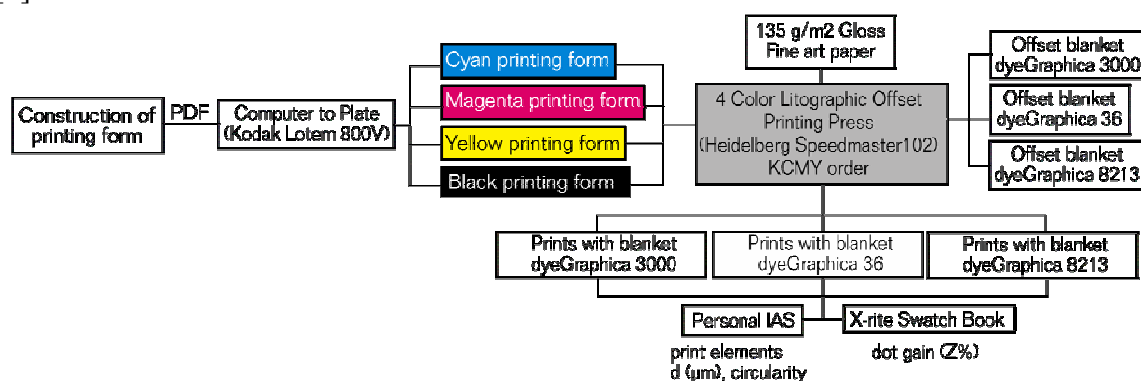 Construction of
printing form
PDF
Computer to Plate
(Kodak Lotem 800V)
Cyan printing form
Magenta printing form
Yellow printing form
Black printing form
135 g/m2 Gloss
Fine art paper
4 Color Litographic Offset
Printing Press
(Heidelberg Speedmaster102)
KCMY order
Offset blanket
dyeGraphica 3000
Offset blanket
dyeGraphica 36
Offset blanket
dyeGraphica 8213
Prints with blanket
dyeGraphica 3000
Prints with blanket
dyeGraphica 36
Prints with blanket
dyeGraphica 8213
Personal IAS
print elements
d (µm), circularity
X-rite Swatch Book
dot gain (Z%)